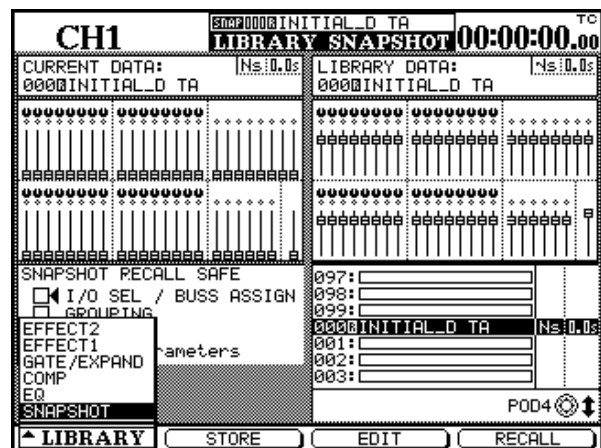 CH1
SNAP 000 INITIAL_D TA
LIBRARY SNAPSHOT
TC
00:00:00.00
CURRENT DATA:
Ns 0.0s
000 INITIAL_D TA
LIBRARY DATA:
Ns 0.0s
000 INITIAL_D TA
SNAPSHOT RECALL SAFE
I/O SEL / BUSS ASSIGN
GROUPING
ameters
EFFECT2
EFFECT1
GATE/EXPAND
COMP
EQ
SNAPSHOT
097:
098:
099:
000 INITIAL_D TA Ns 0.0s
001:
002:
003:
POD4
LIBRARY
STORE
EDIT
RECALL